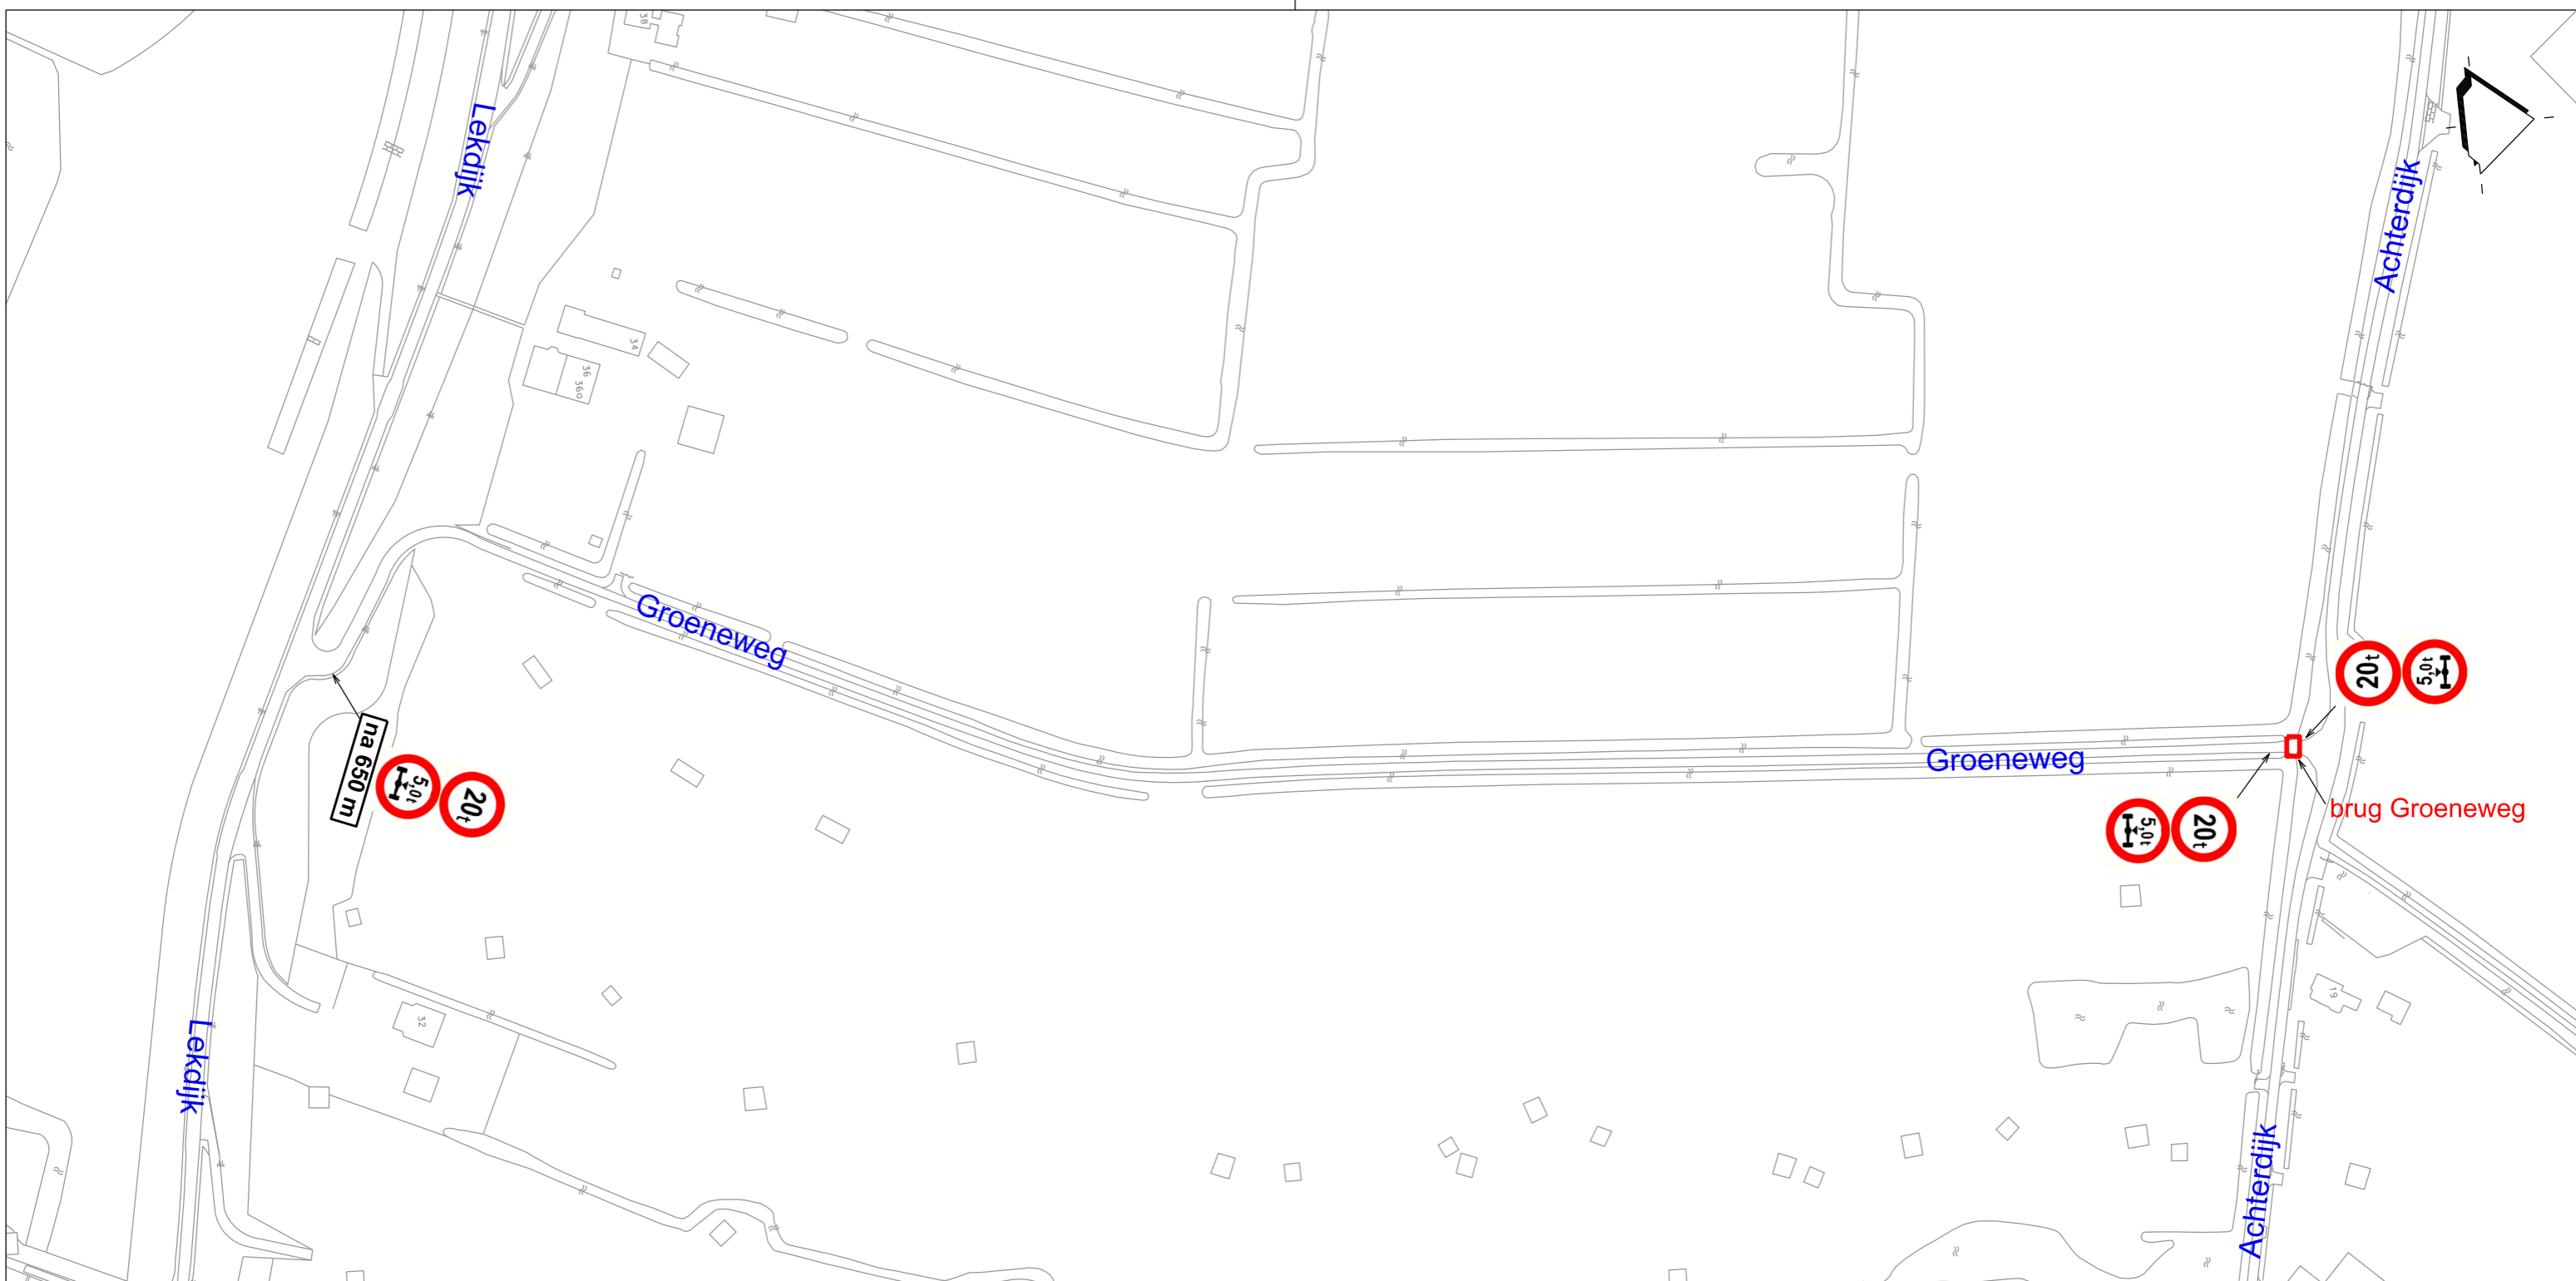 38
Lekdijk
Achterdijk
34
36
36a
Groeneweg
20t
5,0t
na 650 m
5,0t
20t
Groeneweg
5,0t
20t
brug Groeneweg
19
32
Lekdijk
Achterdijk